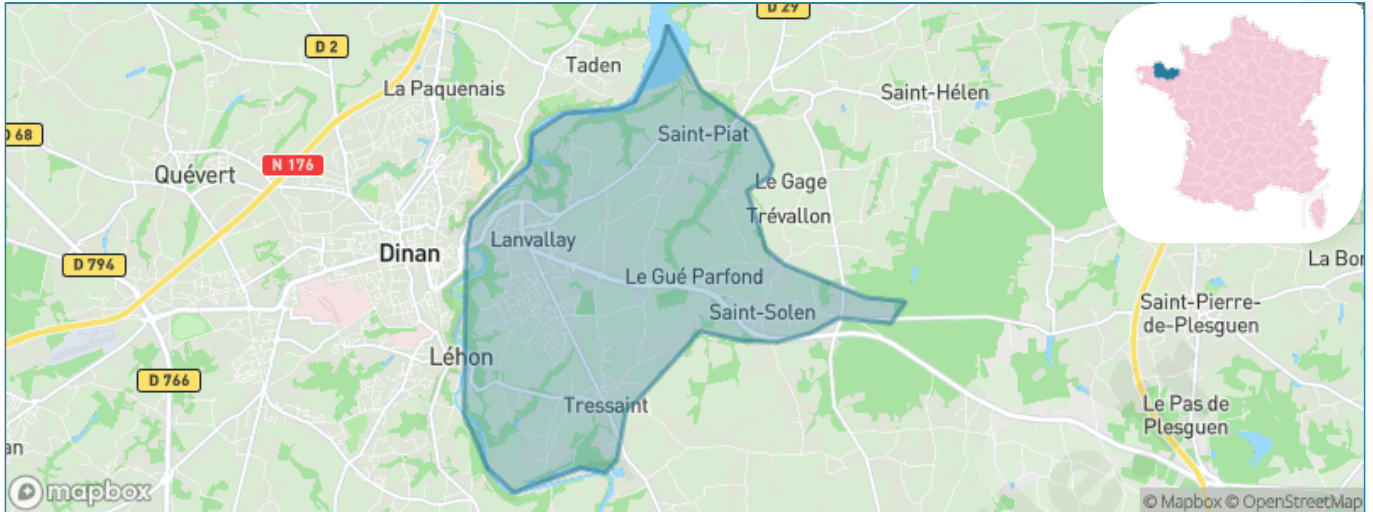 D 29
D 2
Taden
La Paquenais
Saint-Hélen
D 68
Saint-Piat
N 176
Quévert
Le Gage
Trévallon
Lanvallay
Dinan
D 794
La Bor
Le Gué Parfond
Saint-Solen
Saint-Pierre-
de-Plesguen
Léhon
D 766
Tressaint
Le Pas de
Plesguen
an
mapbox
© Mapbox © OpenStreetMap